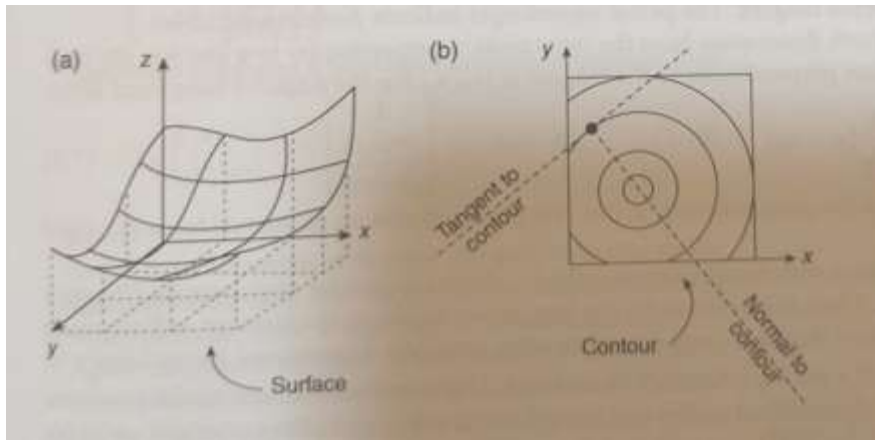 (a)
z
x
y
Surface
(b)
y
x
Tangent to
contour
Contour
Normal to
contour